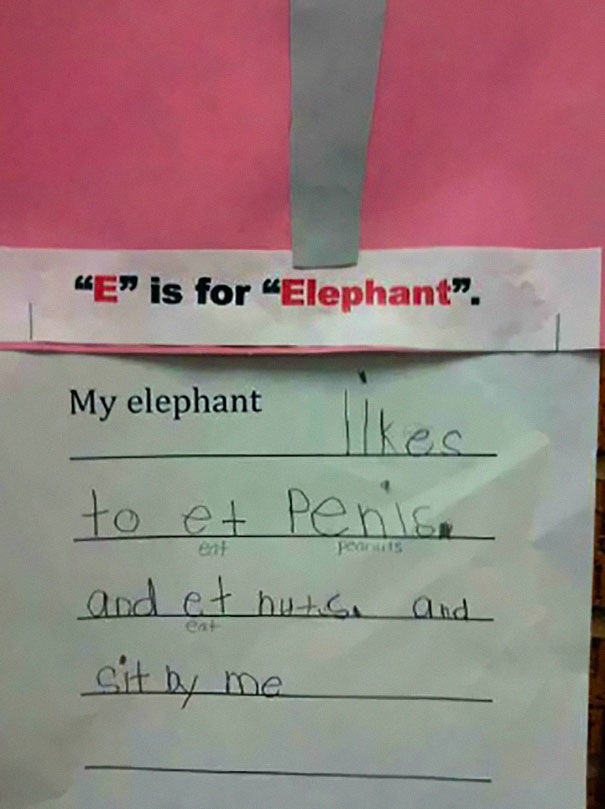 “E” is for “Elephant”.
My elephant likes
to et Penis.
eat peanuts
and et nuts. and
eat
sit by me